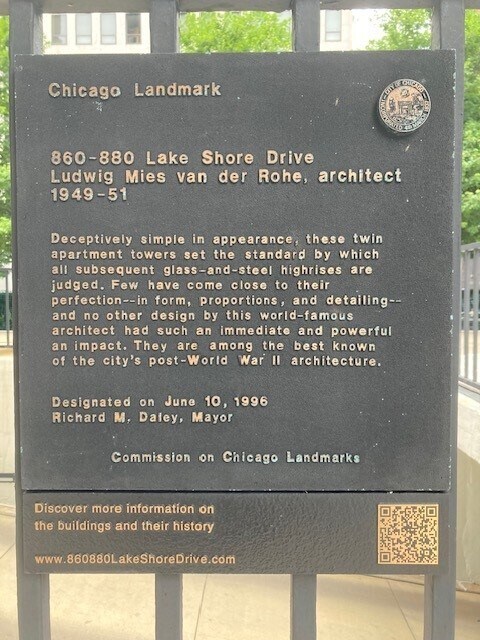 Chicago Landmark
860-880 Lake Shore Drive
Ludwig Mies van der Rohe, architect
1949-51
Deceptively simple in appearance, these twin
apartment towers set the standard by which
all subsequent glass-and-steel highrises are
judged. Few have come close to their
perfection--in form, proportions, and detailing--
and no other design by this world-famous
architect had such an immediate and powerful
an impact. They are among the best known
of the city's post-World War II architecture.
Designated on June 10, 1996
Richard M. Daley, Mayor
Commission on Chicago Landmarks
Discover more information on
the buildings and their history
www.860880LakeShoreDrive.com